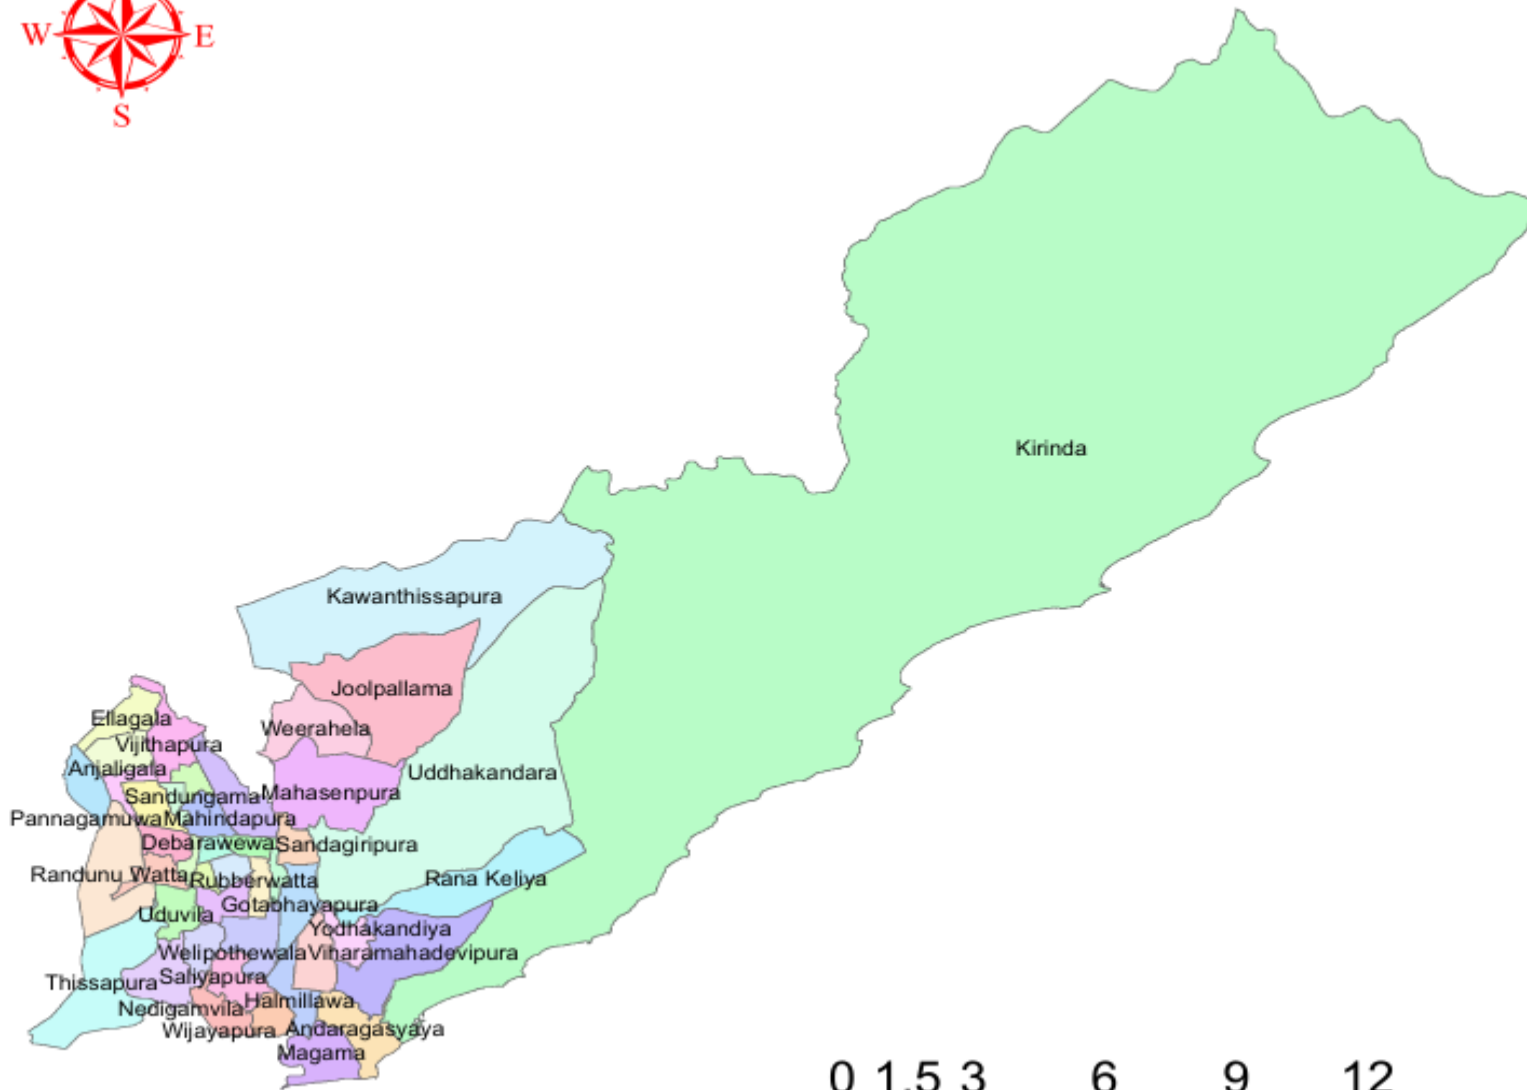 W E
S
Kirinda
Kawanthissapura
Joolpallama
Ellagala
Weerahela
Vijithapura
Anjaligala
Uddhakandara
Sandungama
Mahasenpura
Pannagamuwa
Mahindapura
Debarawewa
Sandagiripura
Randunu Watta
Rubberwatta
Rana Keliya
Gotabhayapura
Uduvila
Yodhakandiya
Welipothewala
Viharamahadevipura
Saliyapura
Thissapura
Halmillawa
Nedigamvila
Wijayapura
Andaragasyaya
Magama
0 1.5 3 6 9 12